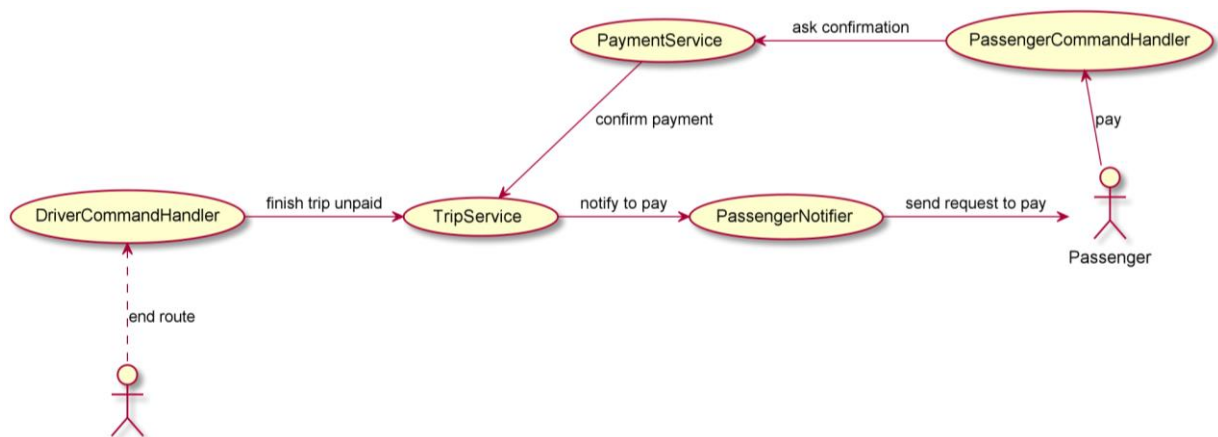 ask confirmation
PaymentService
PassengerCommandHandler
confirm payment
pay
finish trip unpaid
notify to pay
send request to pay
DriverCommandHandler
TripService
PassengerNotifier
Passenger
end route